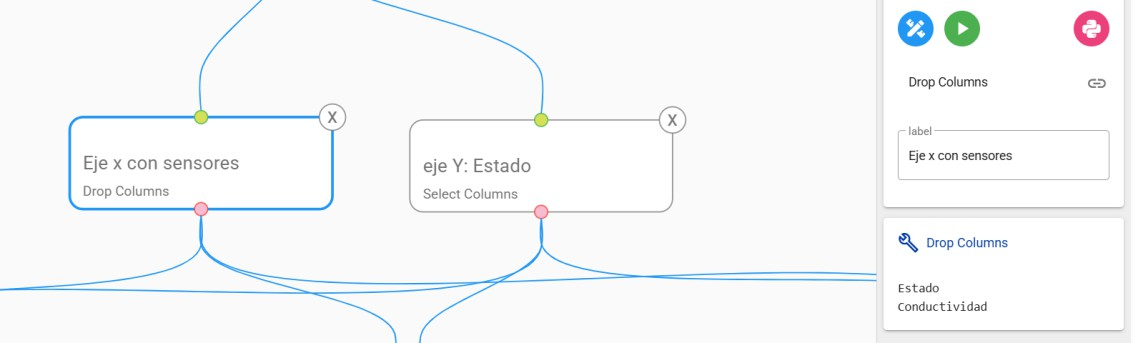 X
Eje x con sensores
Drop Columns
X
eje Y: Estado
Select Columns
Drop Columns
label
Eje x con sensores
Drop Columns
Estado
Conductividad